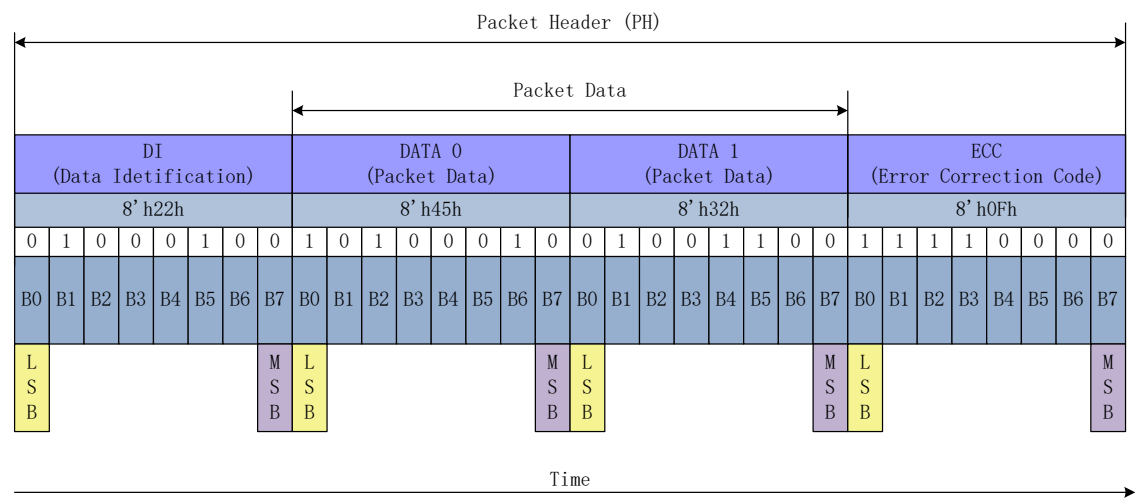 Packet Header (PH)
Packet Data
DI DATA 0 DATA 1 ECC
(Data Idetification) (Packet Data) (Packet Data) (Error Correction Code)
8'h22h 8'h45h 8'h32h 8'h0Fh
0 1 0 0 0 1 0 0 1 0 1 0 0 0 1 0 0 1 0 0 1 1 0 0 1 1 1 1 0 0 0 0
B0 B1 B2 B3 B4 B5 B6 B7 B0 B1 B2 B3 B4 B5 B6 B7 B0 B1 B2 B3 B4 B5 B6 B7 B0 B1 B2 B3 B4 B5 B6 B7
L M L M L M L M
S S S S S S S S
B B B B B B B B
Time